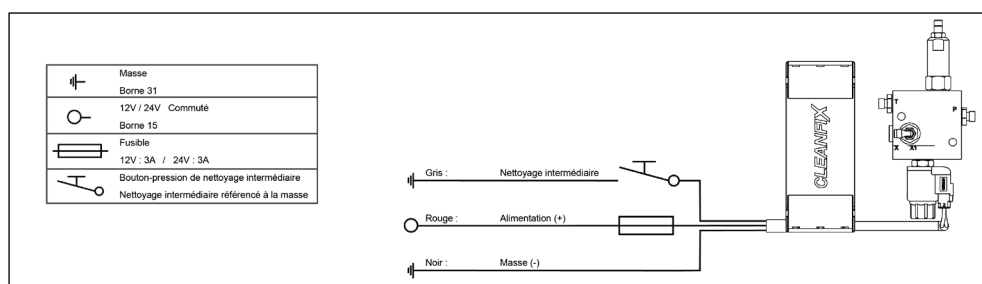 Masse
Borne 31
12V / 24V Commuté
Borne 15
Fusible
12V : 3A / 24V : 3A
Bouton-pression de nettoyage intermédiaire
Nettoyage intermédiaire référencé à la masse
Gris : Nettoyage intermédiaire
Rouge : Alimentation (+)
Noir : Masse (-)
CLEANFIX
T
P
X X1